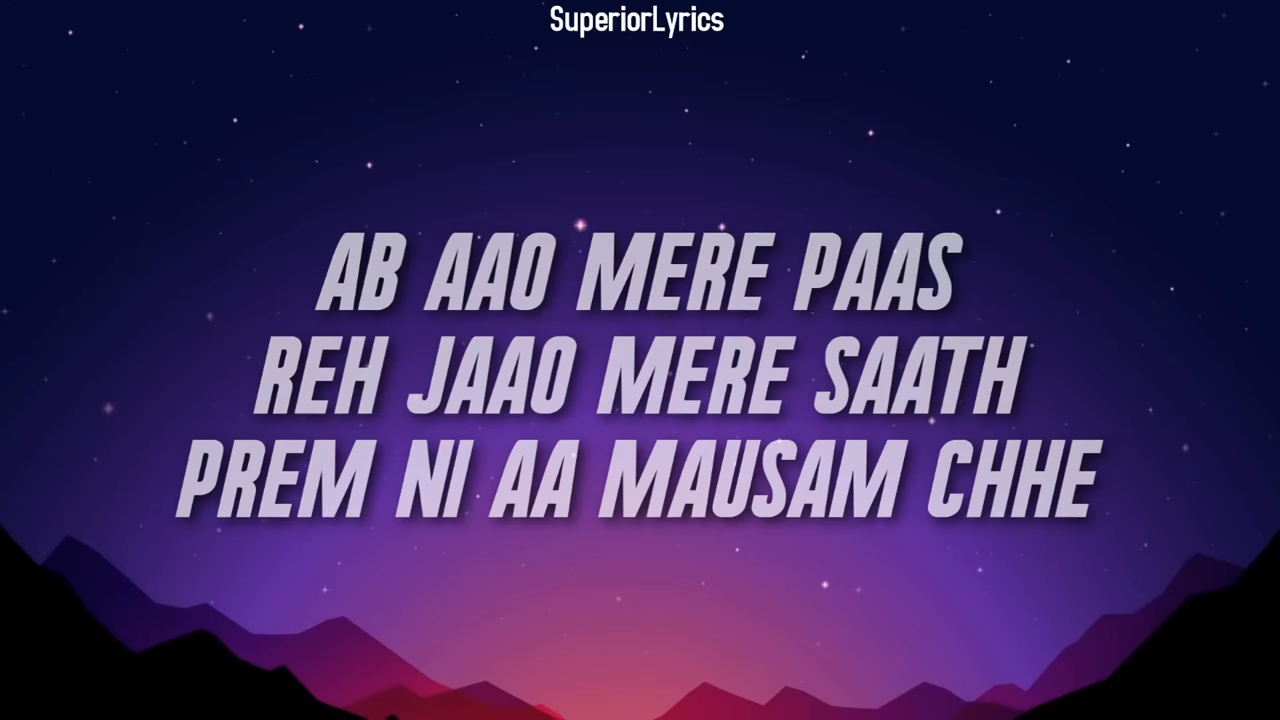 SuperiorLyrics
AB AAO MERE PAAS
REH JAAO MERE SAATH
PREM NI AA MAUSAM CHHE